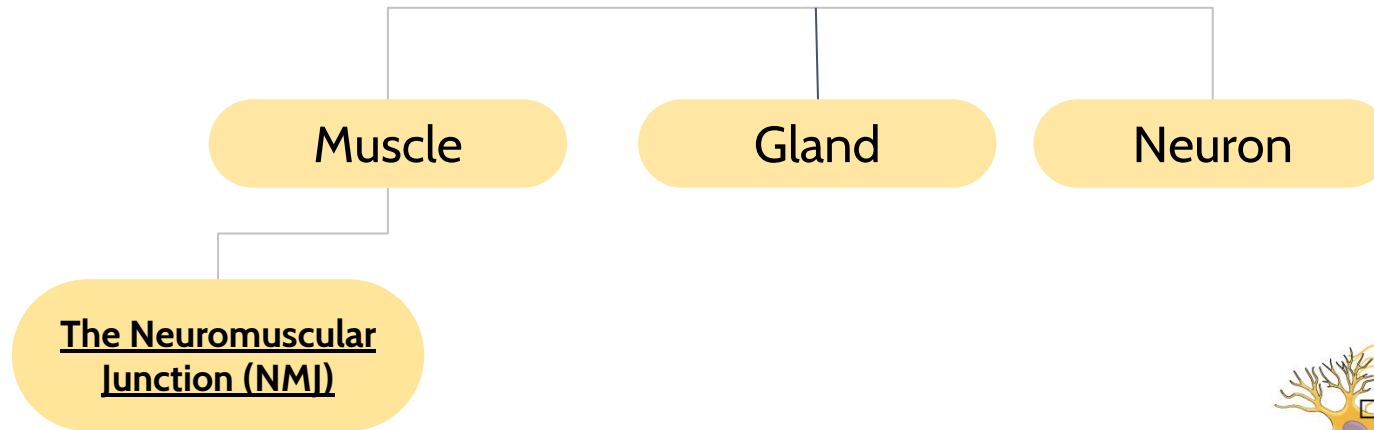 Muscle
Gland
Neuron
The Neuromuscular
Junction (NMJ)